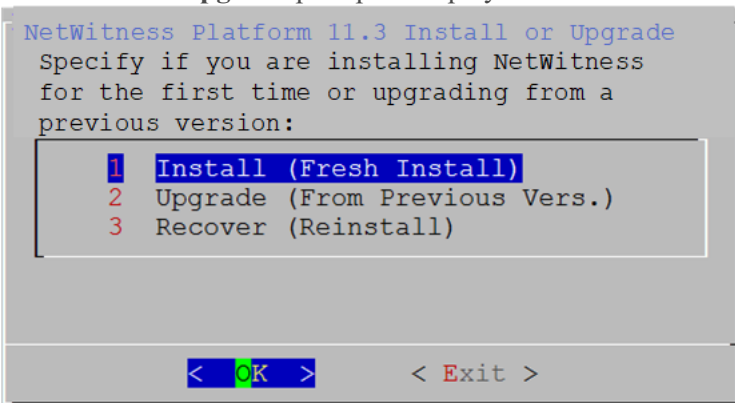 NetWitness Platform 11.3 Install or Upgrade
Specify if you are installing NetWitness
for the first time or upgrading from a
previous version:
1 Install (Fresh Install)
2 Upgrade (From Previous Vers.)
3 Recover (Reinstall)
< OK > < Exit >